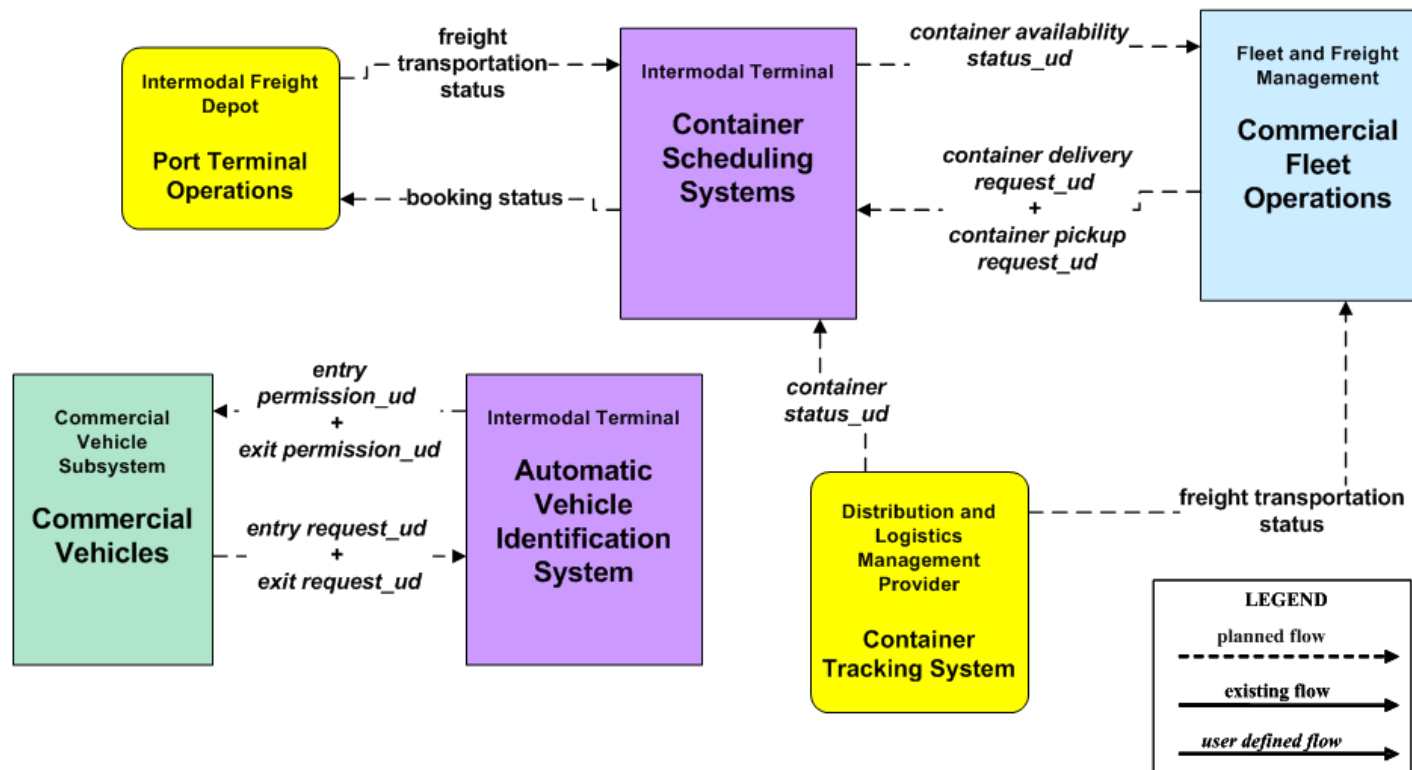 freight
transportation
status
Intermodal Freight
Depot
Port Terminal
Operations
booking status
Intermodal Terminal
Container
Scheduling
Systems
container availability
status_ud
container delivery
request_ud
+
container pickup
request_ud
Fleet and Freight
Management
Commercial
Fleet
Operations
Commercial
Vehicle
Subsystem
Commercial
Vehicles
entry
permission_ud
+
exit permission_ud
entry request_ud
+
exit request_ud
Intermodal Terminal
Automatic
Vehicle
Identification
System
container
status_ud
Distribution and
Logistics
Management
Provider
Container
Tracking System
freight transportation
status
LEGEND
planned flow
existing flow
user defined flow